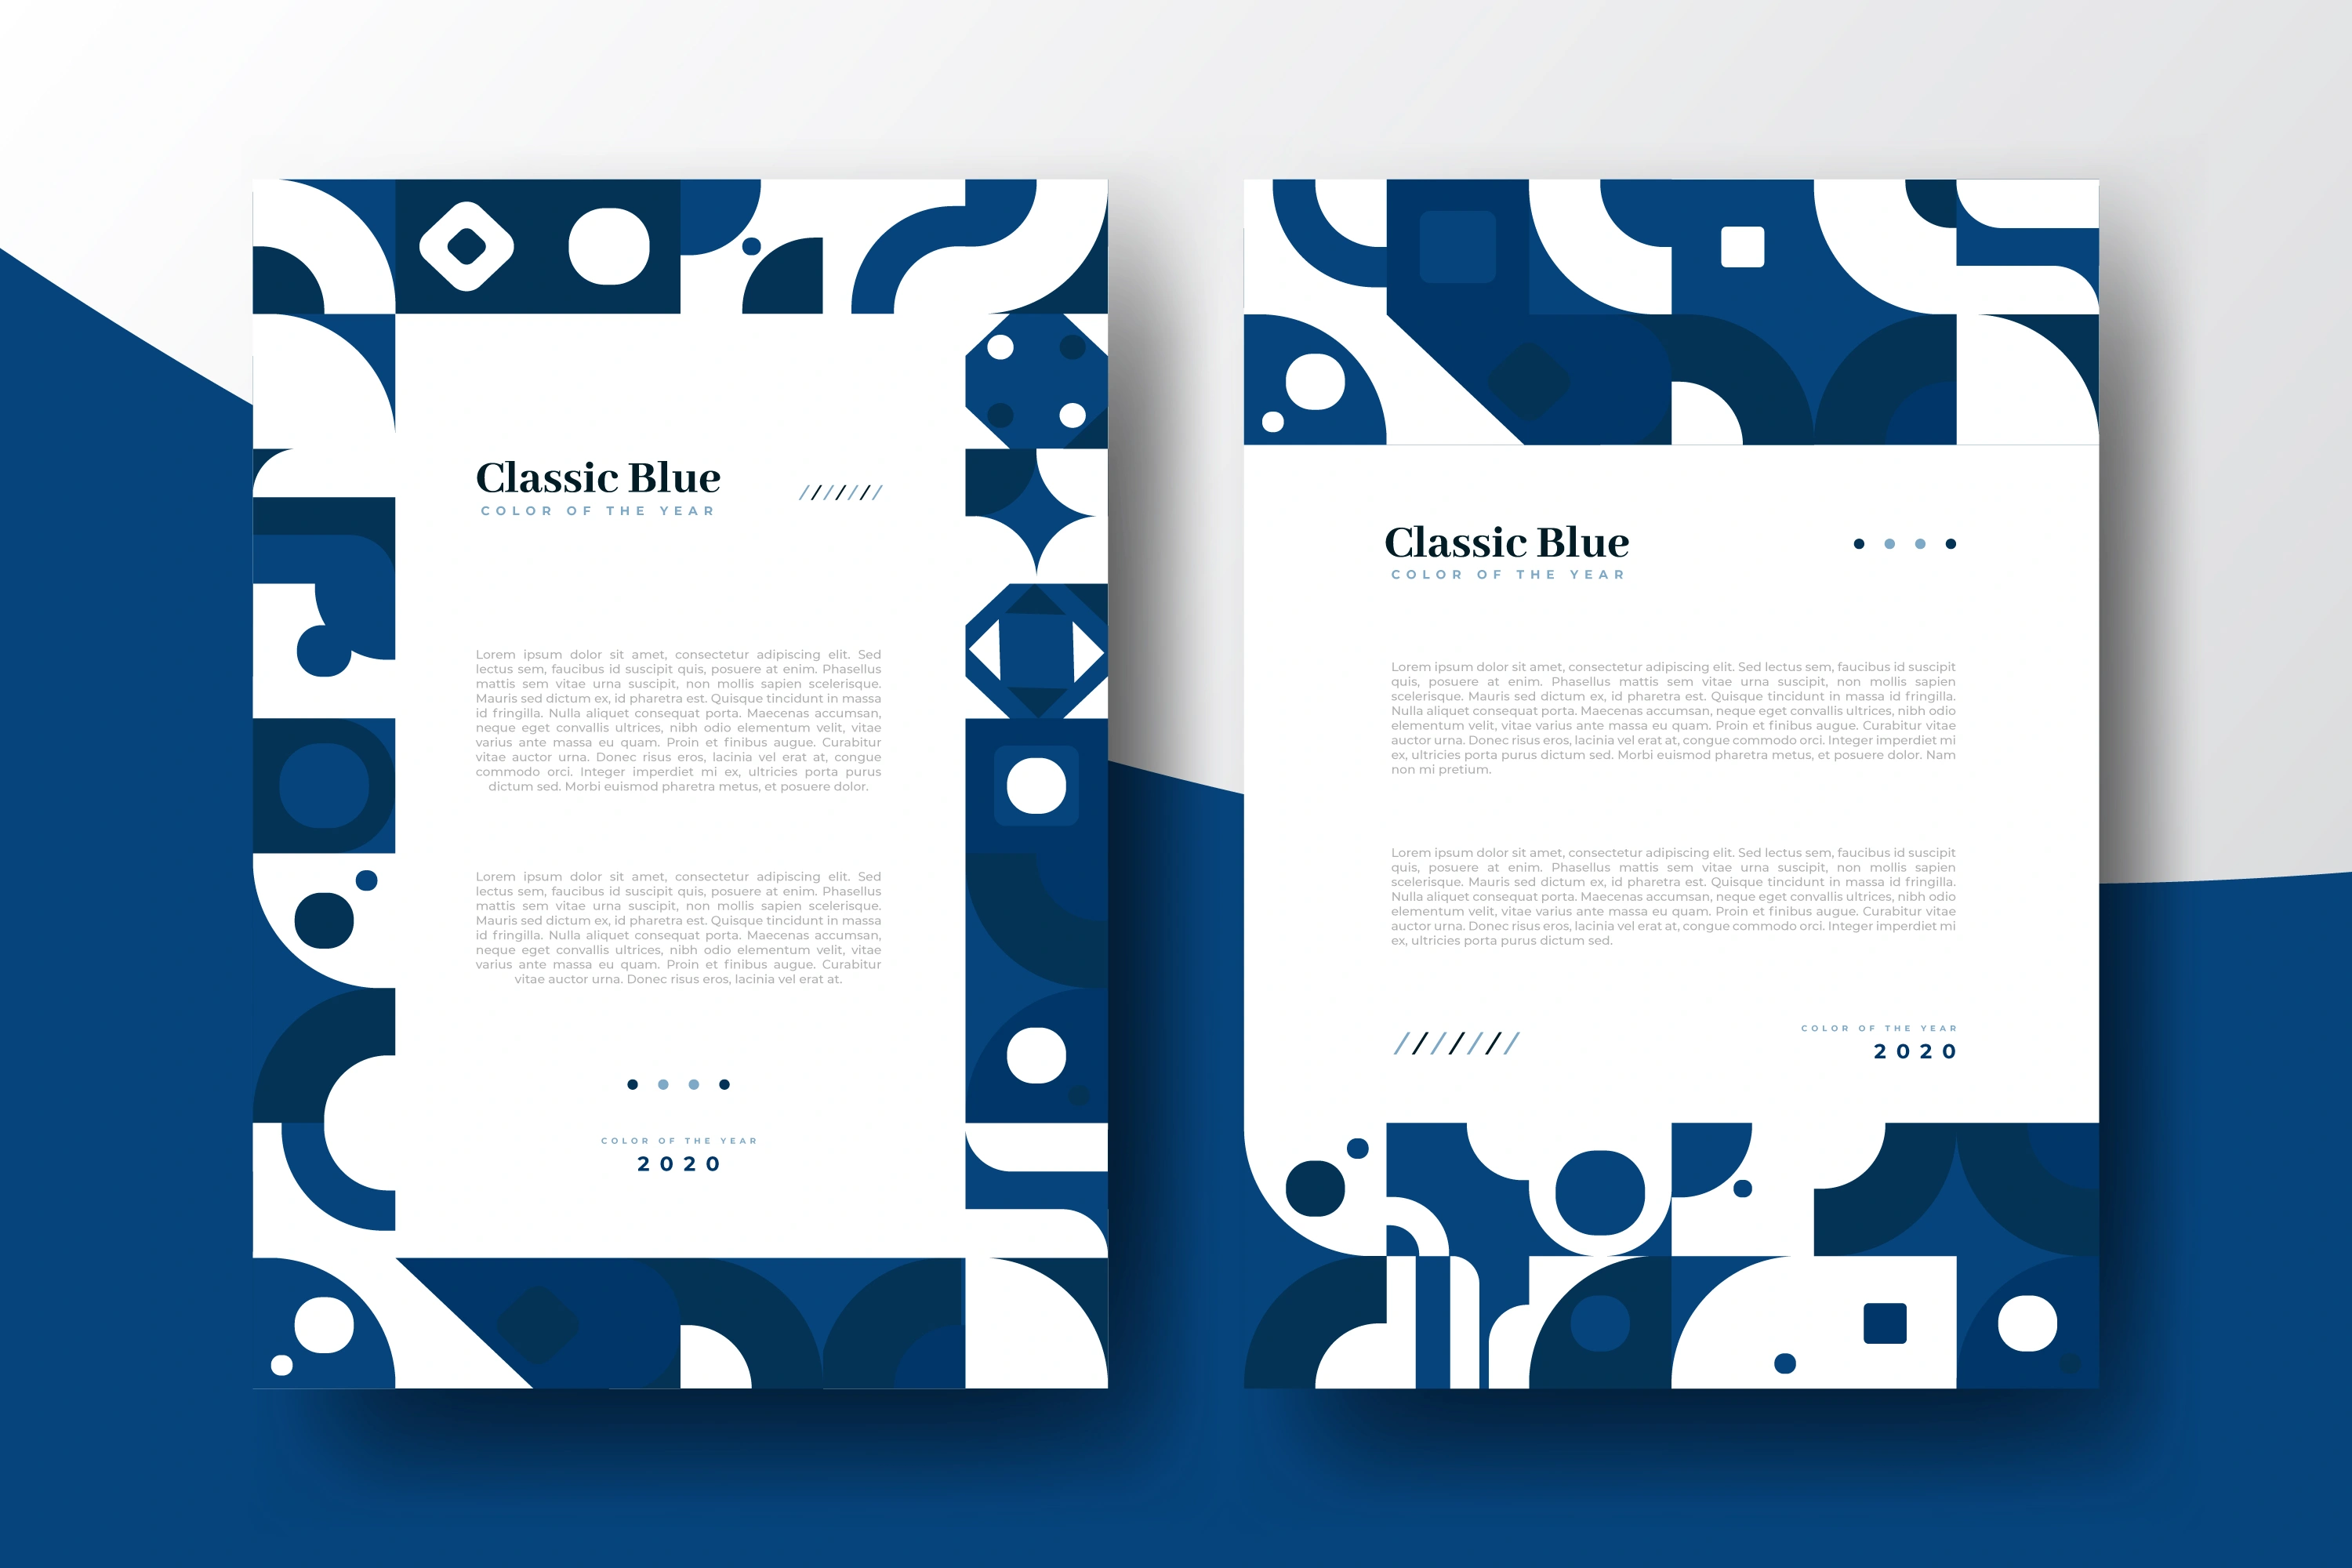 Classic Blue
COLOR OF THE YEAR
Lorem ipsum dolor sit amet, consectetur adipiscing elit. Sed
lectus sem, faucibus id suscipit quis, posuere at enim. Phasellus
mattis sem vitae urna suscipit, non mollis sapien scelerisque.
Mauris sed dictum ex, id pharetra est. Quisque tincidunt in massa
id fringilla. Nulla aliquet consequat porta. Maecenas accumsan,
neque eget convallis ultrices, nibh odio elementum velit, vitae
varius ante massa eu quam. Proin et finibus augue. Curabitur
vitae auctor urna. Donec risus eros, lacinia vel erat at, congue
commodo orci. Integer imperdiet mi ex, ultricies porta purus
dictum sed. Morbi euismod pharetra metus, et posuere dolor.
Lorem ipsum dolor sit amet, consectetur adipiscing elit. Sed
lectus sem, faucibus id suscipit quis, posuere at enim. Phasellus
mattis sem vitae urna suscipit, non mollis sapien scelerisque.
Mauris sed dictum ex, id pharetra est. Quisque tincidunt in massa
id fringilla. Nulla aliquet consequat porta. Maecenas accumsan,
neque eget convallis ultrices, nibh odio elementum velit, vitae
varius ante massa eu quam. Proin et finibus augue. Curabitur
vitae auctor urna. Donec risus eros, lacinia vel erat at.
COLOR OF THE YEAR
2020
Classic Blue
COLOR OF THE YEAR
Lorem ipsum dolor sit amet, consectetur adipiscing elit. Sed lectus sem, faucibus id suscipit
quis, posuere at enim. Phasellus mattis sem vitae urna suscipit, non mollis sapien
scelerisque. Mauris sed dictum ex, id pharetra est. Quisque tincidunt in massa id fringilla.
Nulla aliquet consequat porta. Maecenas accumsan, neque eget convallis ultrices, nibh odio
elementum velit, vitae varius ante massa eu quam. Proin et finibus augue. Curabitur vitae
auctor urna. Donec risus eros, lacinia vel erat at, congue commodo orci. Integer imperdiet mi
ex, ultricies porta purus dictum sed. Morbi euismod pharetra metus, et posuere dolor. Nam
non mi pretium.
Lorem ipsum dolor sit amet, consectetur adipiscing elit. Sed lectus sem, faucibus id suscipit
quis, posuere at enim. Phasellus mattis sem vitae urna suscipit, non mollis sapien
scelerisque. Mauris sed dictum ex, id pharetra est. Quisque tincidunt in massa id fringilla.
Nulla aliquet consequat porta. Maecenas accumsan, neque eget convallis ultrices, nibh odio
elementum velit, vitae varius ante massa eu quam. Proin et finibus augue. Curabitur vitae
auctor urna. Donec risus eros, lacinia vel erat at, congue commodo orci. Integer imperdiet mi
ex, ultricies porta purus dictum sed.
COLOR OF THE YEAR
2020